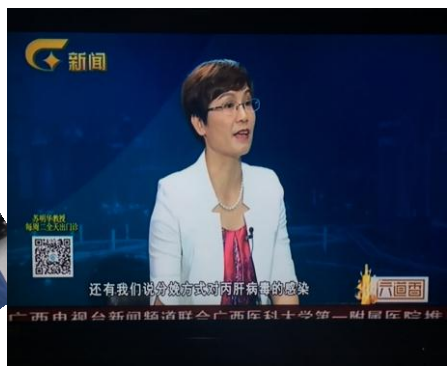 新闻
苏明华教授
每周二全天出门诊
还有我们说分娩方式对丙肝病毒的感染
广西电视台新闻频道联合广西医科大学第一附属医院推